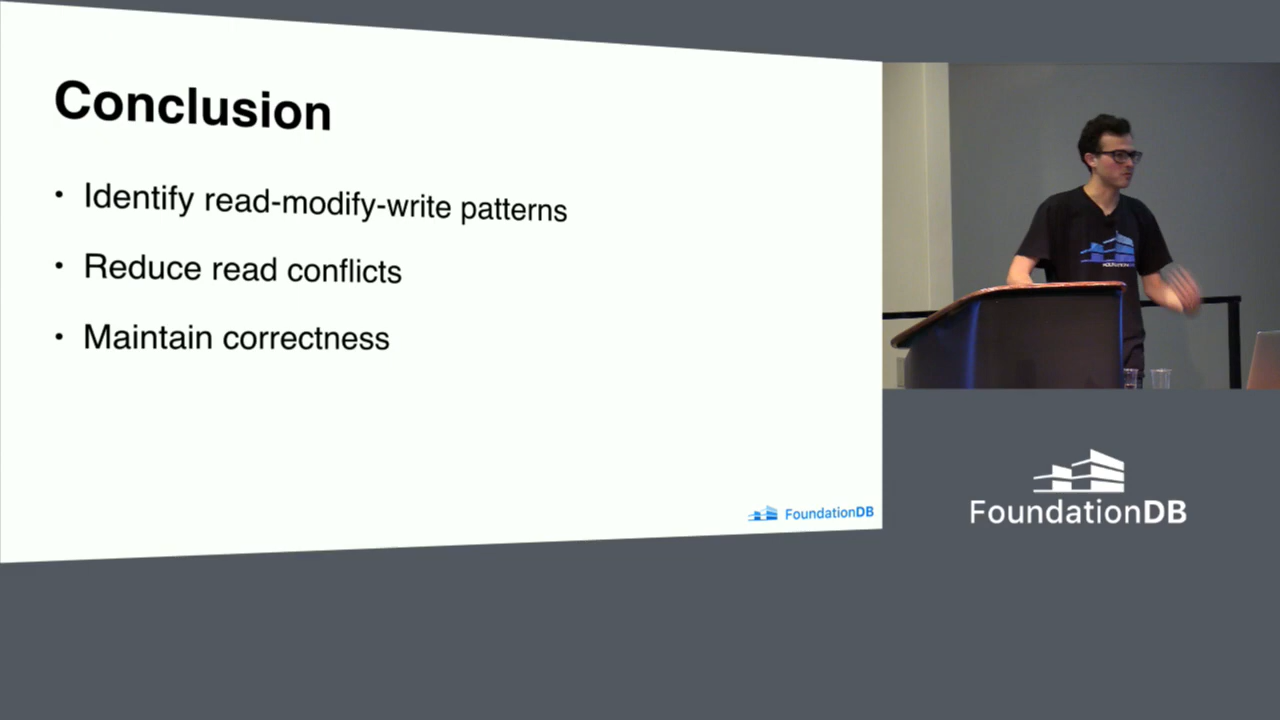 Conclusion
• Identify read-modify-write patterns
• Reduce read conflicts
• Maintain correctness
FoundationDB
FoundationDB